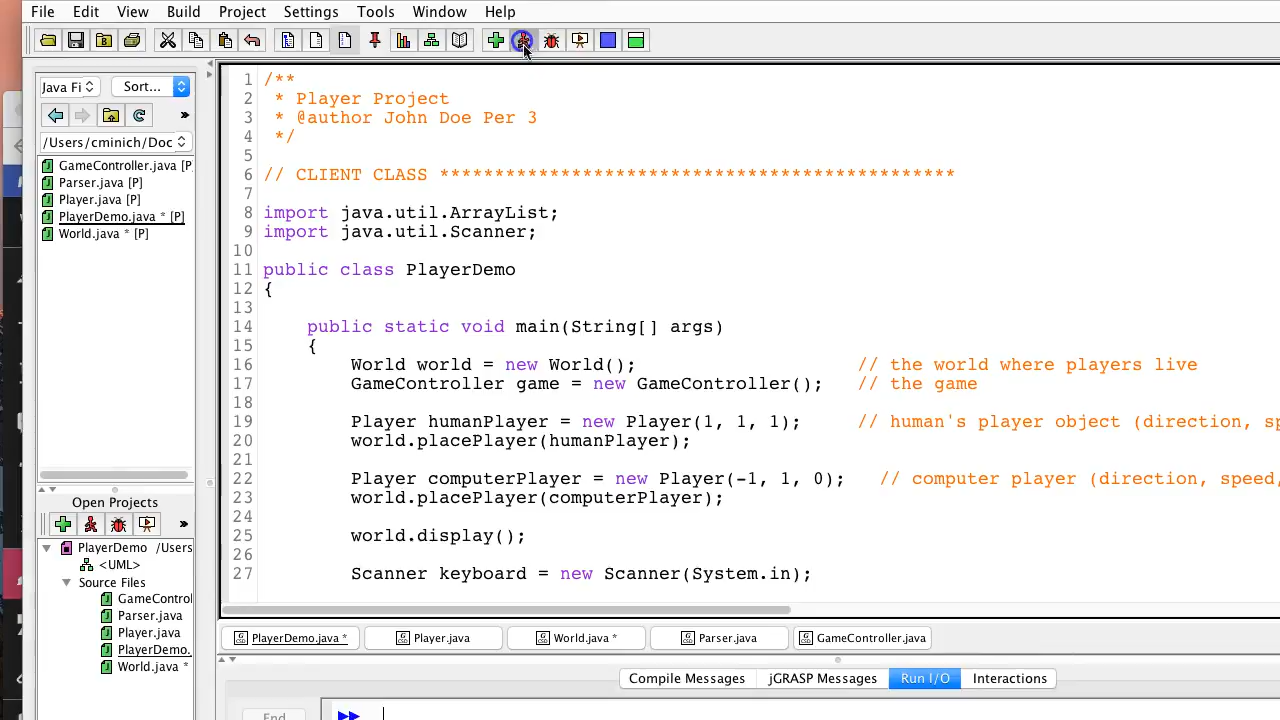 File Edit View Build Project Settings Tools Window Help
Java Fi Sort...
/Users/cminich/Doc
GameController.java [P
Parser.java [P]
Player.java [P]
PlayerDemo.java * [P]
World.java * [P]
Open Projects
PlayerDemo /Users
<UML>
Source Files
GameControl
Parser.java
Player.java
PlayerDemo.
World.java *
1 /**
2 * Player Project
3 * @author John Doe Per 3
4 */
5
6 // CLIENT CLASS ***********************************************
7
8 import java.util.ArrayList;
9 import java.util.Scanner;
10
11 public class PlayerDemo
12 {
13
14 public static void main(String[] args)
15 {
16 World world = new World(); // the world where players live
17 GameController game = new GameController(); // the game
18
19 Player humanPlayer = new Player(1, 1, 1); // human's player object (direction, sp
20 world.placePlayer(humanPlayer);
21
22 Player computerPlayer = new Player(-1, 1, 0); // computer player (direction, speed,
23 world.placePlayer(computerPlayer);
24
25 world.display();
26
27 Scanner keyboard = new Scanner(System.in);
PlayerDemo.java * Player.java World.java * Parser.java GameController.java
Compile Messages jGRASP Messages Run I/O Interactions
End